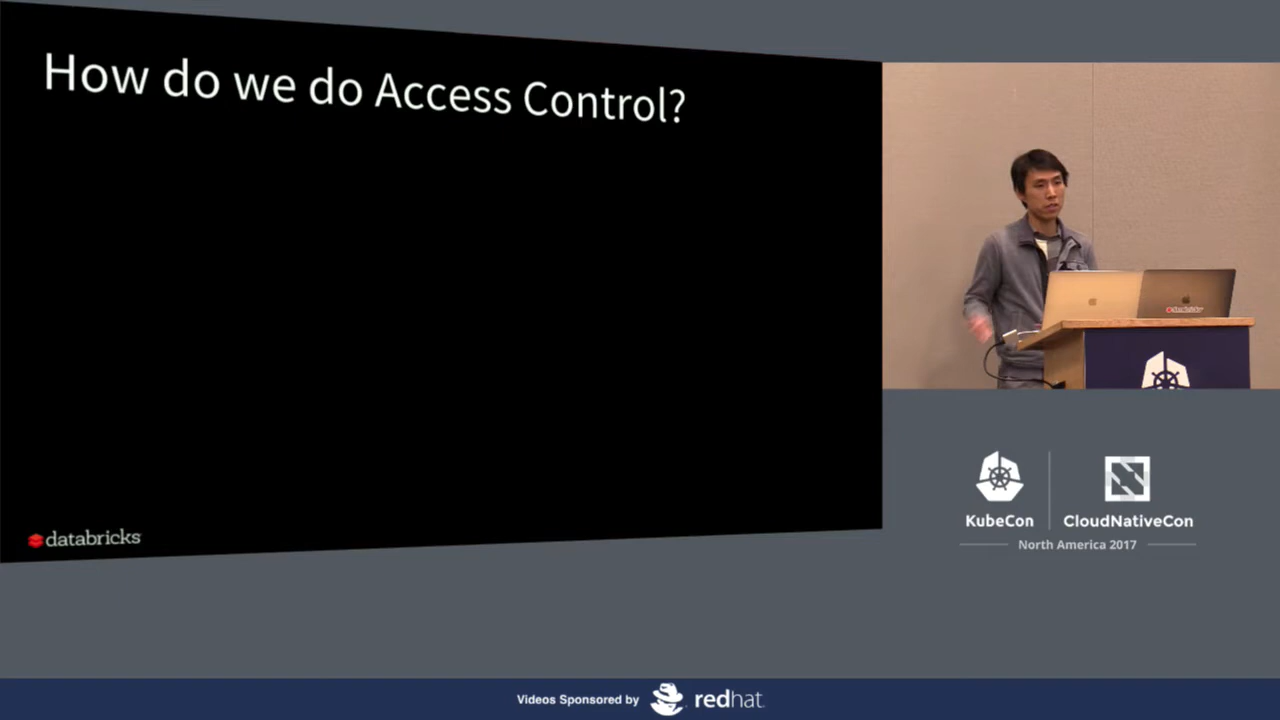 How do we do Access Control?
databricks
KubeCon
CloudNativeCon
North America 2017
Videos Sponsored by
redhat